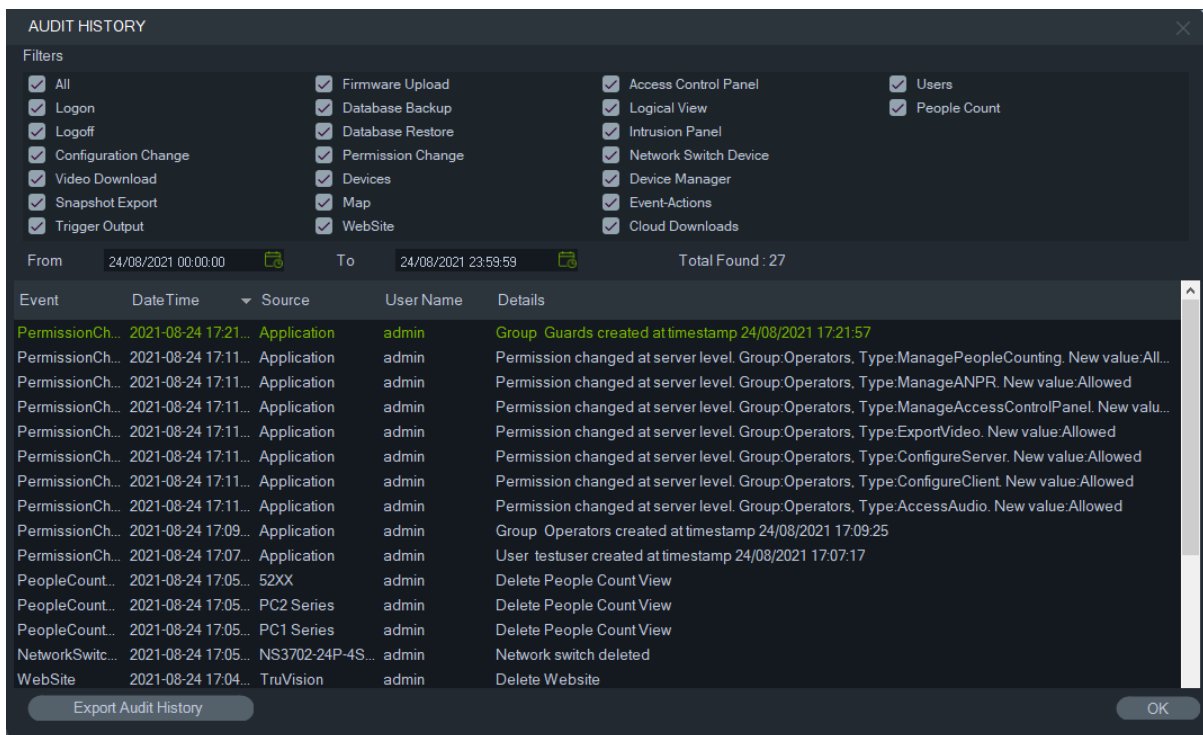 AUDIT HISTORY
Filters
All Firmware Upload Access Control Panel Users
Logon Database Backup Logical View People Count
Logoff Database Restore Intrusion Panel
Configuration Change Permission Change Network Switch Device
Video Download Devices Device Manager
Snapshot Export Map Event-Actions
Trigger Output WebSite Cloud Downloads
From 24/08/2021 00:00:00 To 24/08/2021 23:59:59 Total Found : 27
Event DateTime Source User Name Details
PermissionCh... 2021-08-24 17:21... Application admin Group Guards created at timestamp 24/08/2021 17:21:57
PermissionCh... 2021-08-24 17:11... Application admin Permission changed at server level. Group:Operators, Type:ManagePeopleCounting. New value:All...
PermissionCh... 2021-08-24 17:11... Application admin Permission changed at server level. Group:Operators, Type:ManageANPR. New value:Allowed
PermissionCh... 2021-08-24 17:11... Application admin Permission changed at server level. Group:Operators, Type:ManageAccessControlPanel. New valu...
PermissionCh... 2021-08-24 17:11... Application admin Permission changed at server level. Group:Operators, Type:ExportVideo. New value:Allowed
PermissionCh... 2021-08-24 17:11... Application admin Permission changed at server level. Group:Operators, Type:ConfigureServer. New value:Allowed
PermissionCh... 2021-08-24 17:11... Application admin Permission changed at server level. Group:Operators, Type:ConfigureClient. New value:Allowed
PermissionCh... 2021-08-24 17:11... Application admin Permission changed at server level. Group:Operators, Type:AccessAudio. New value:Allowed
PermissionCh... 2021-08-24 17:09... Application admin Group Operators created at timestamp 24/08/2021 17:09:25
PermissionCh... 2021-08-24 17:07... Application admin User testuser created at timestamp 24/08/2021 17:07:17
PeopleCount... 2021-08-24 17:05... 52XX admin Delete People Count View
PeopleCount... 2021-08-24 17:05... PC2 Series admin Delete People Count View
PeopleCount... 2021-08-24 17:05... PC1 Series admin Delete People Count View
NetworkSwitc... 2021-08-24 17:05... NS3702-24P-4S... admin Network switch deleted
WebSite 2021-08-24 17:04... TruVision admin Delete Website
Export Audit History OK